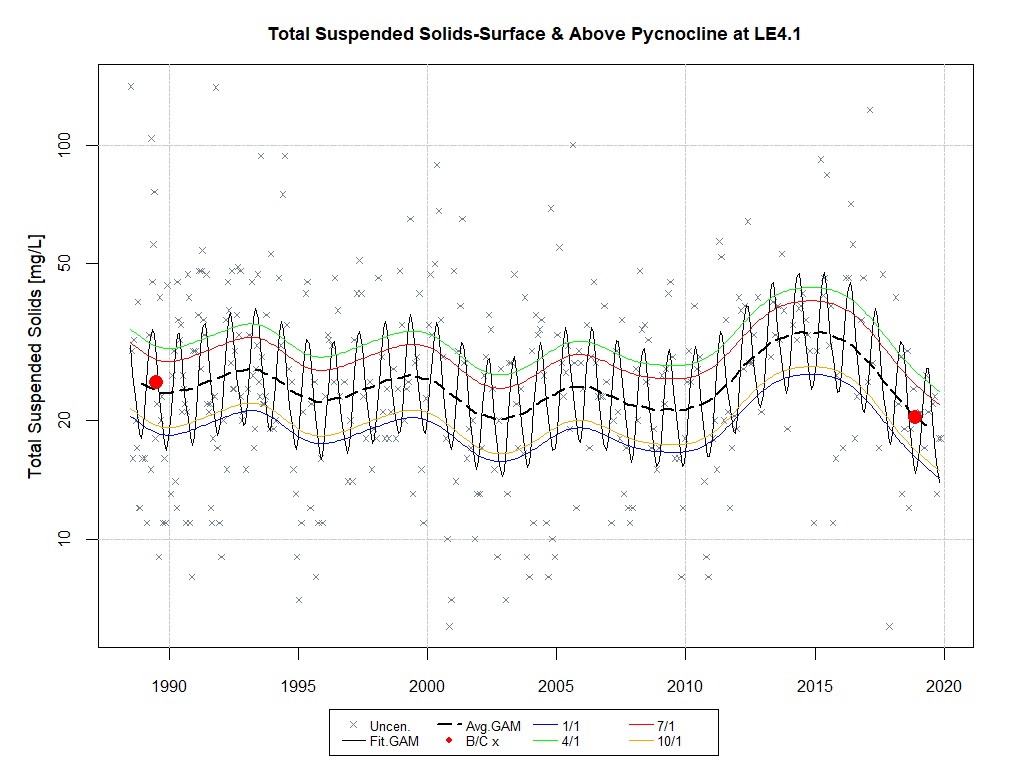 Total Suspended Solids-Surface & Above Pycnocline at LE4.1
Total Suspended Solids [mg/L]
100
50
20
10
1990 1995 2000 2005 2010 2015 2020
Uncen. Avg.GAM 1/1 7/1
Fit.GAM B/C x 4/1 10/1